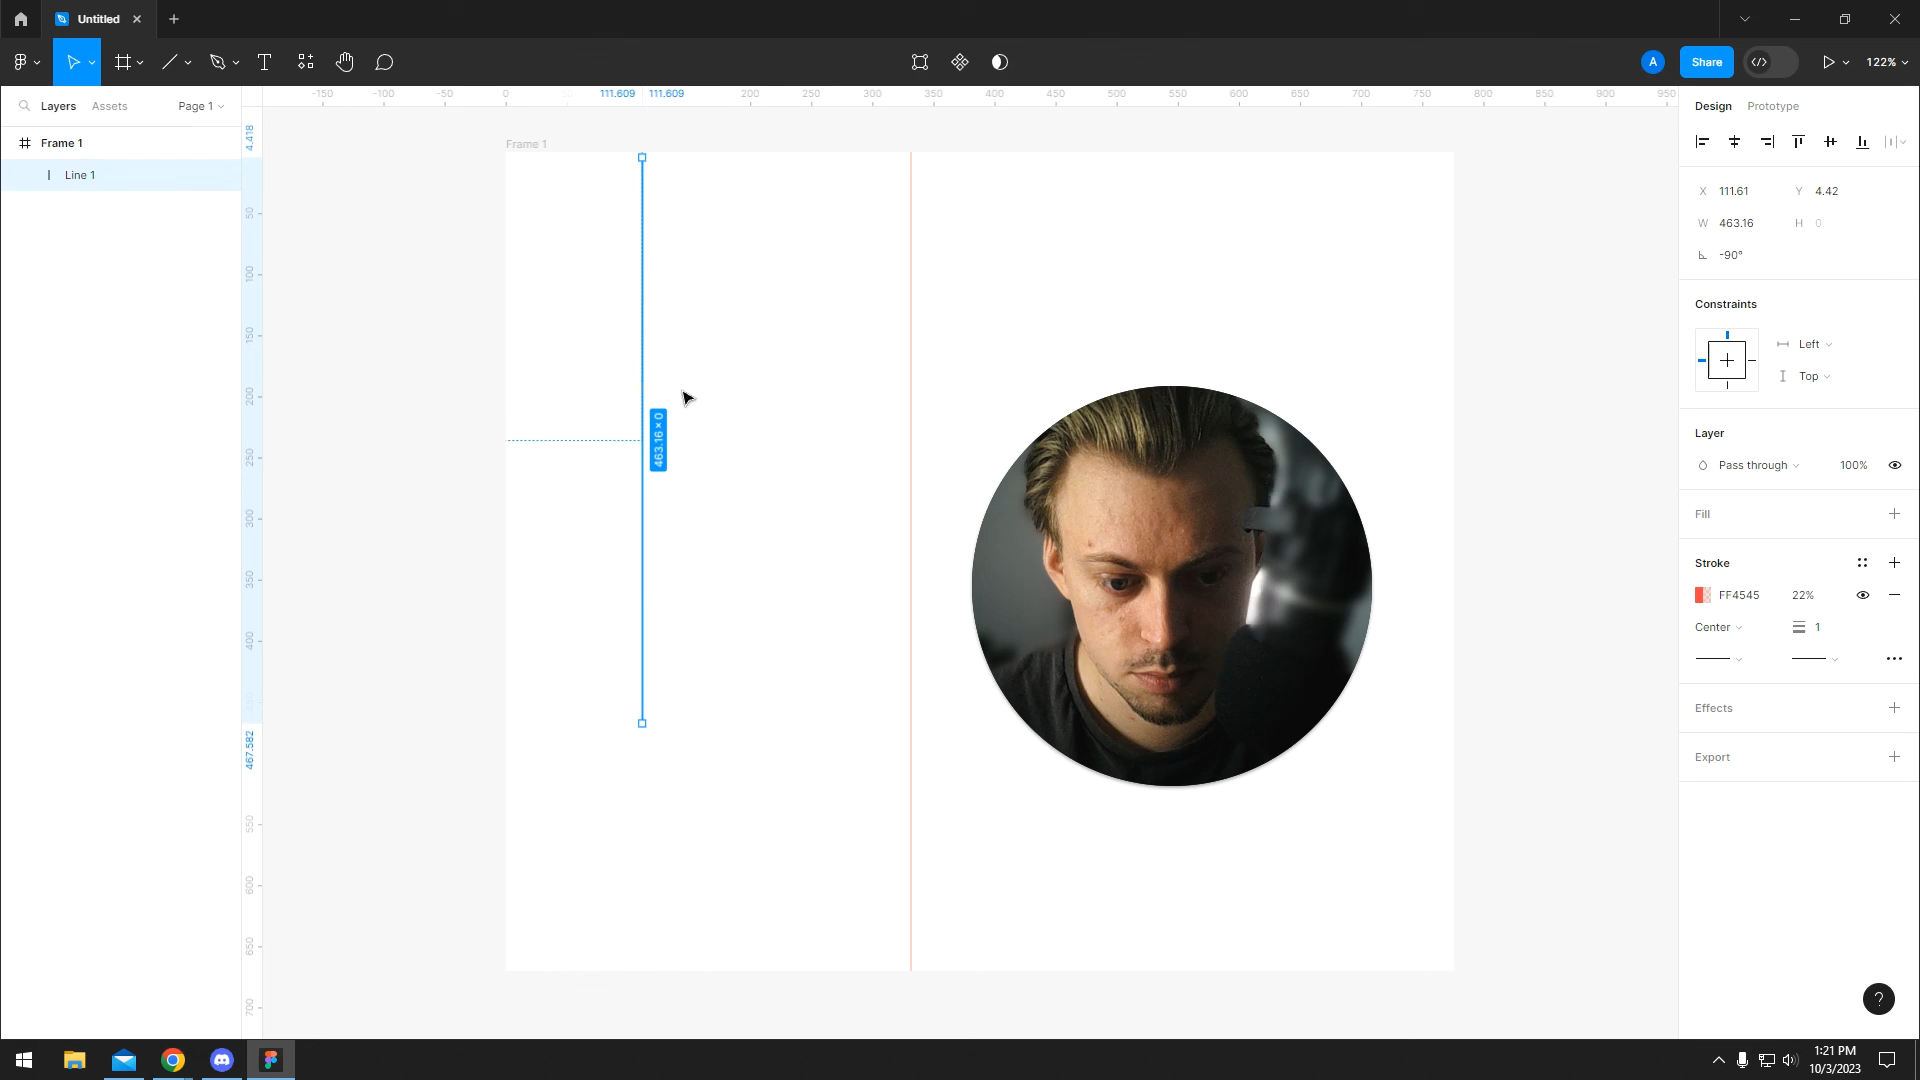 Untitled
Share
122%
Layers
Assets
Page 1
-150
-100
-50
0
111.609
111.609
200
250
300
350
400
450
500
550
600
650
700
750
800
850
900
950
Design
Prototype
Frame 1
Line 1
Frame 1
4.418
50
100
150
200
250
300
350
400
467.582
550
600
650
700
463.16 × 0
X 111.61 Y 4.42
W 463.16 H 0
-90°
Constraints
Left
Top
Layer
Pass through 100%
Fill
Stroke
FF4545 22%
Center 1
Effects
Export
?
A
1:21 PM
10/3/2023